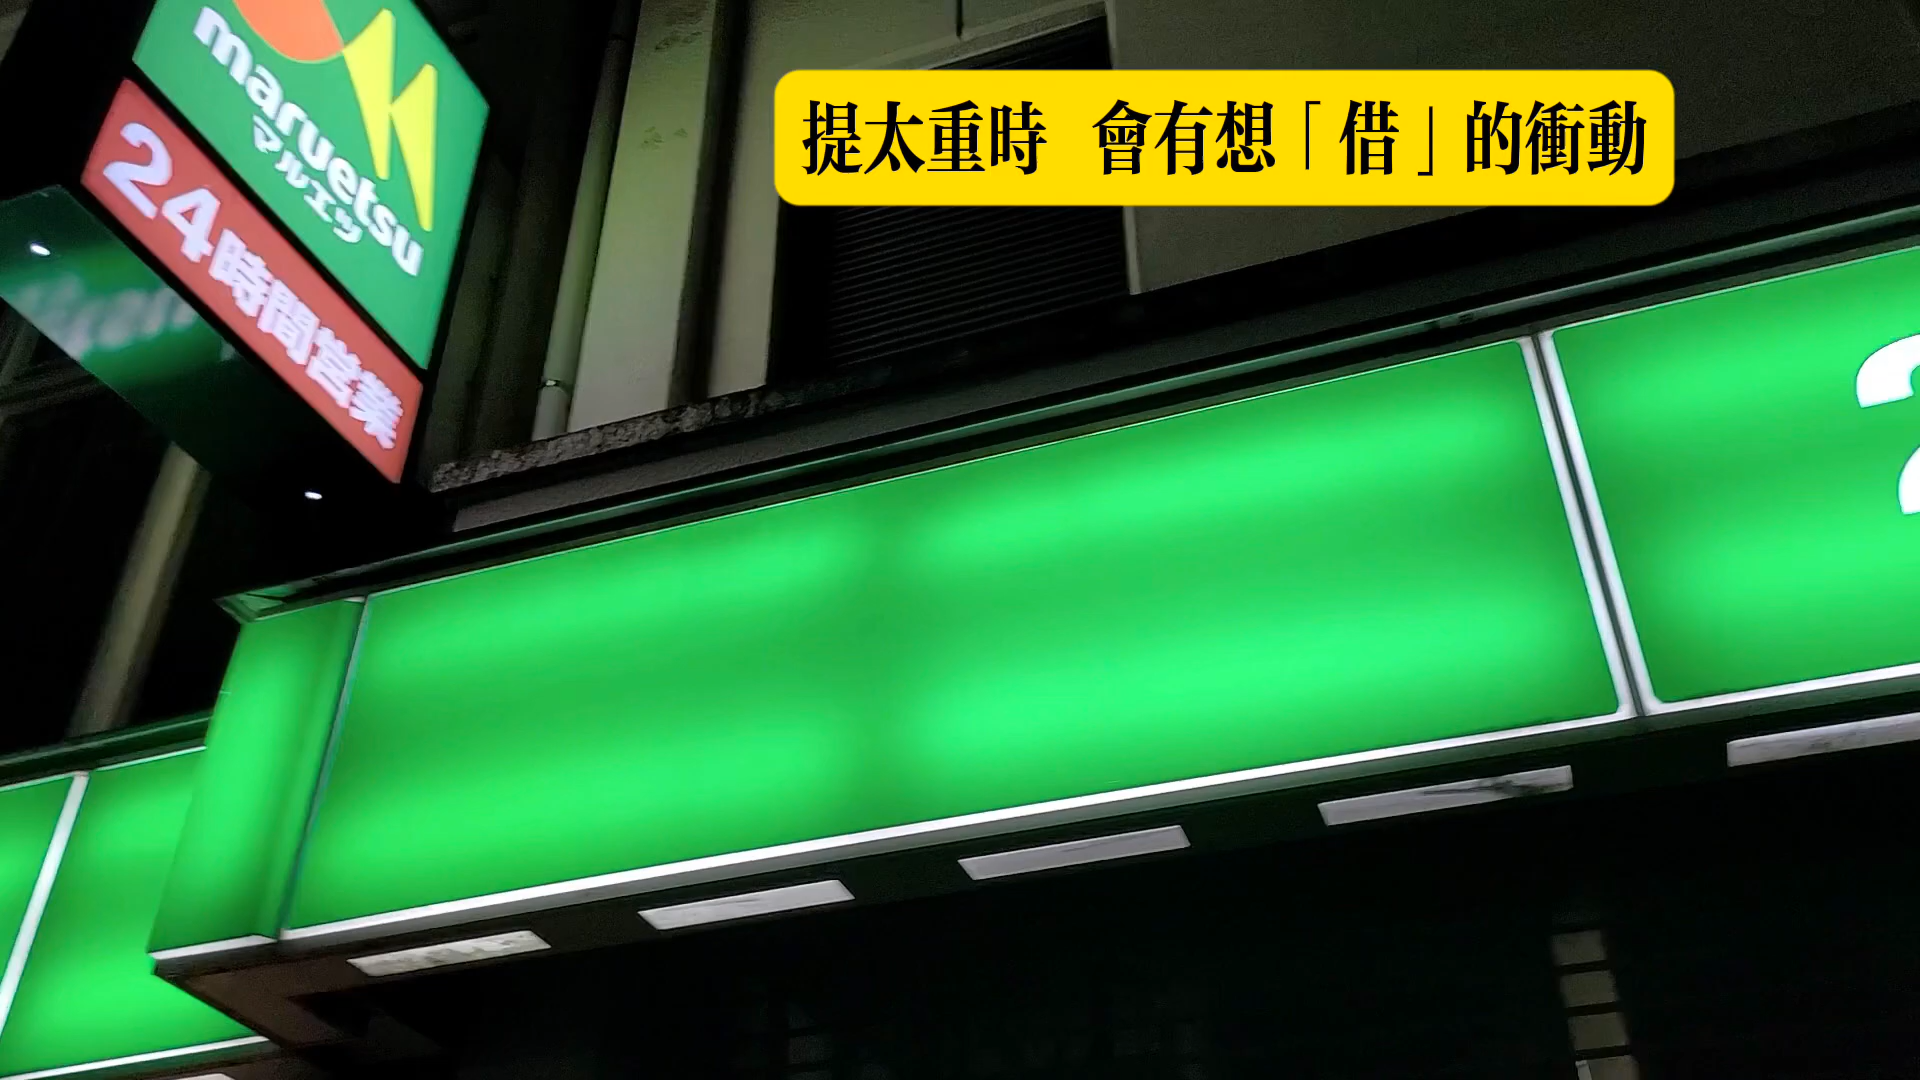 maruetsu
マルエツ
24時間営業
提太重時 會有想「借」的衝動
2